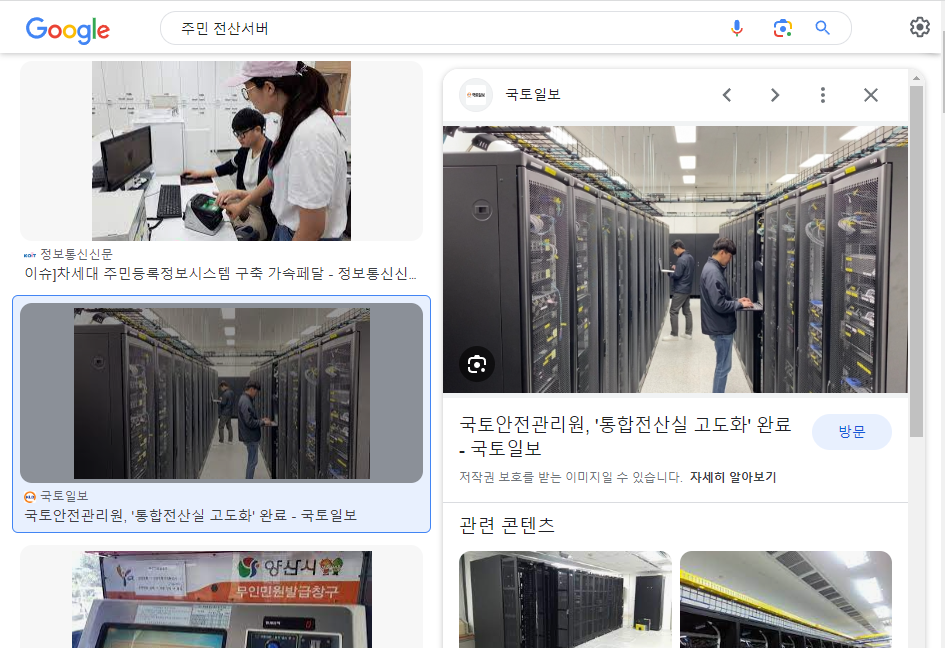 Google
주민 전산서버
정보통신신문
이슈]차세대 주민등록정보시스템 구축 가속페달 - 정보통신신...
국토일보
국토안전관리원, '통합전산실 고도화' 완료 - 국토일보
양산시
무인민원발급창구
국토일보
국토안전관리원, '통합전산실 고도화' 완료
- 국토일보
방문
저작권 보호를 받는 이미지일 수 있습니다. 자세히 알아보기
관련 콘텐츠